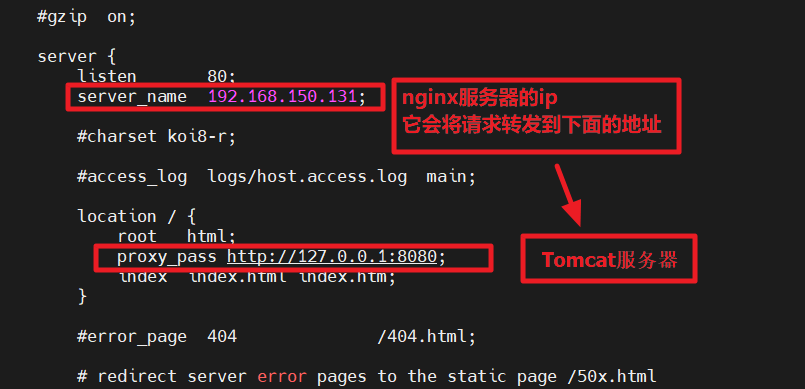 #gzip  on;
server {
listen       80;
server_name  192.168.150.131;
nginx服务器的ip
它会将请求转发到下面的地址
#charset koi8-r;
#access_log  logs/host.access.log  main;
location / {
root   html;
proxy_pass http://127.0.0.1:8080;
Tomcat服务器
index  index.html index.htm;
}
#error_page  404              /404.html;
# redirect server error pages to the static page /50x.html